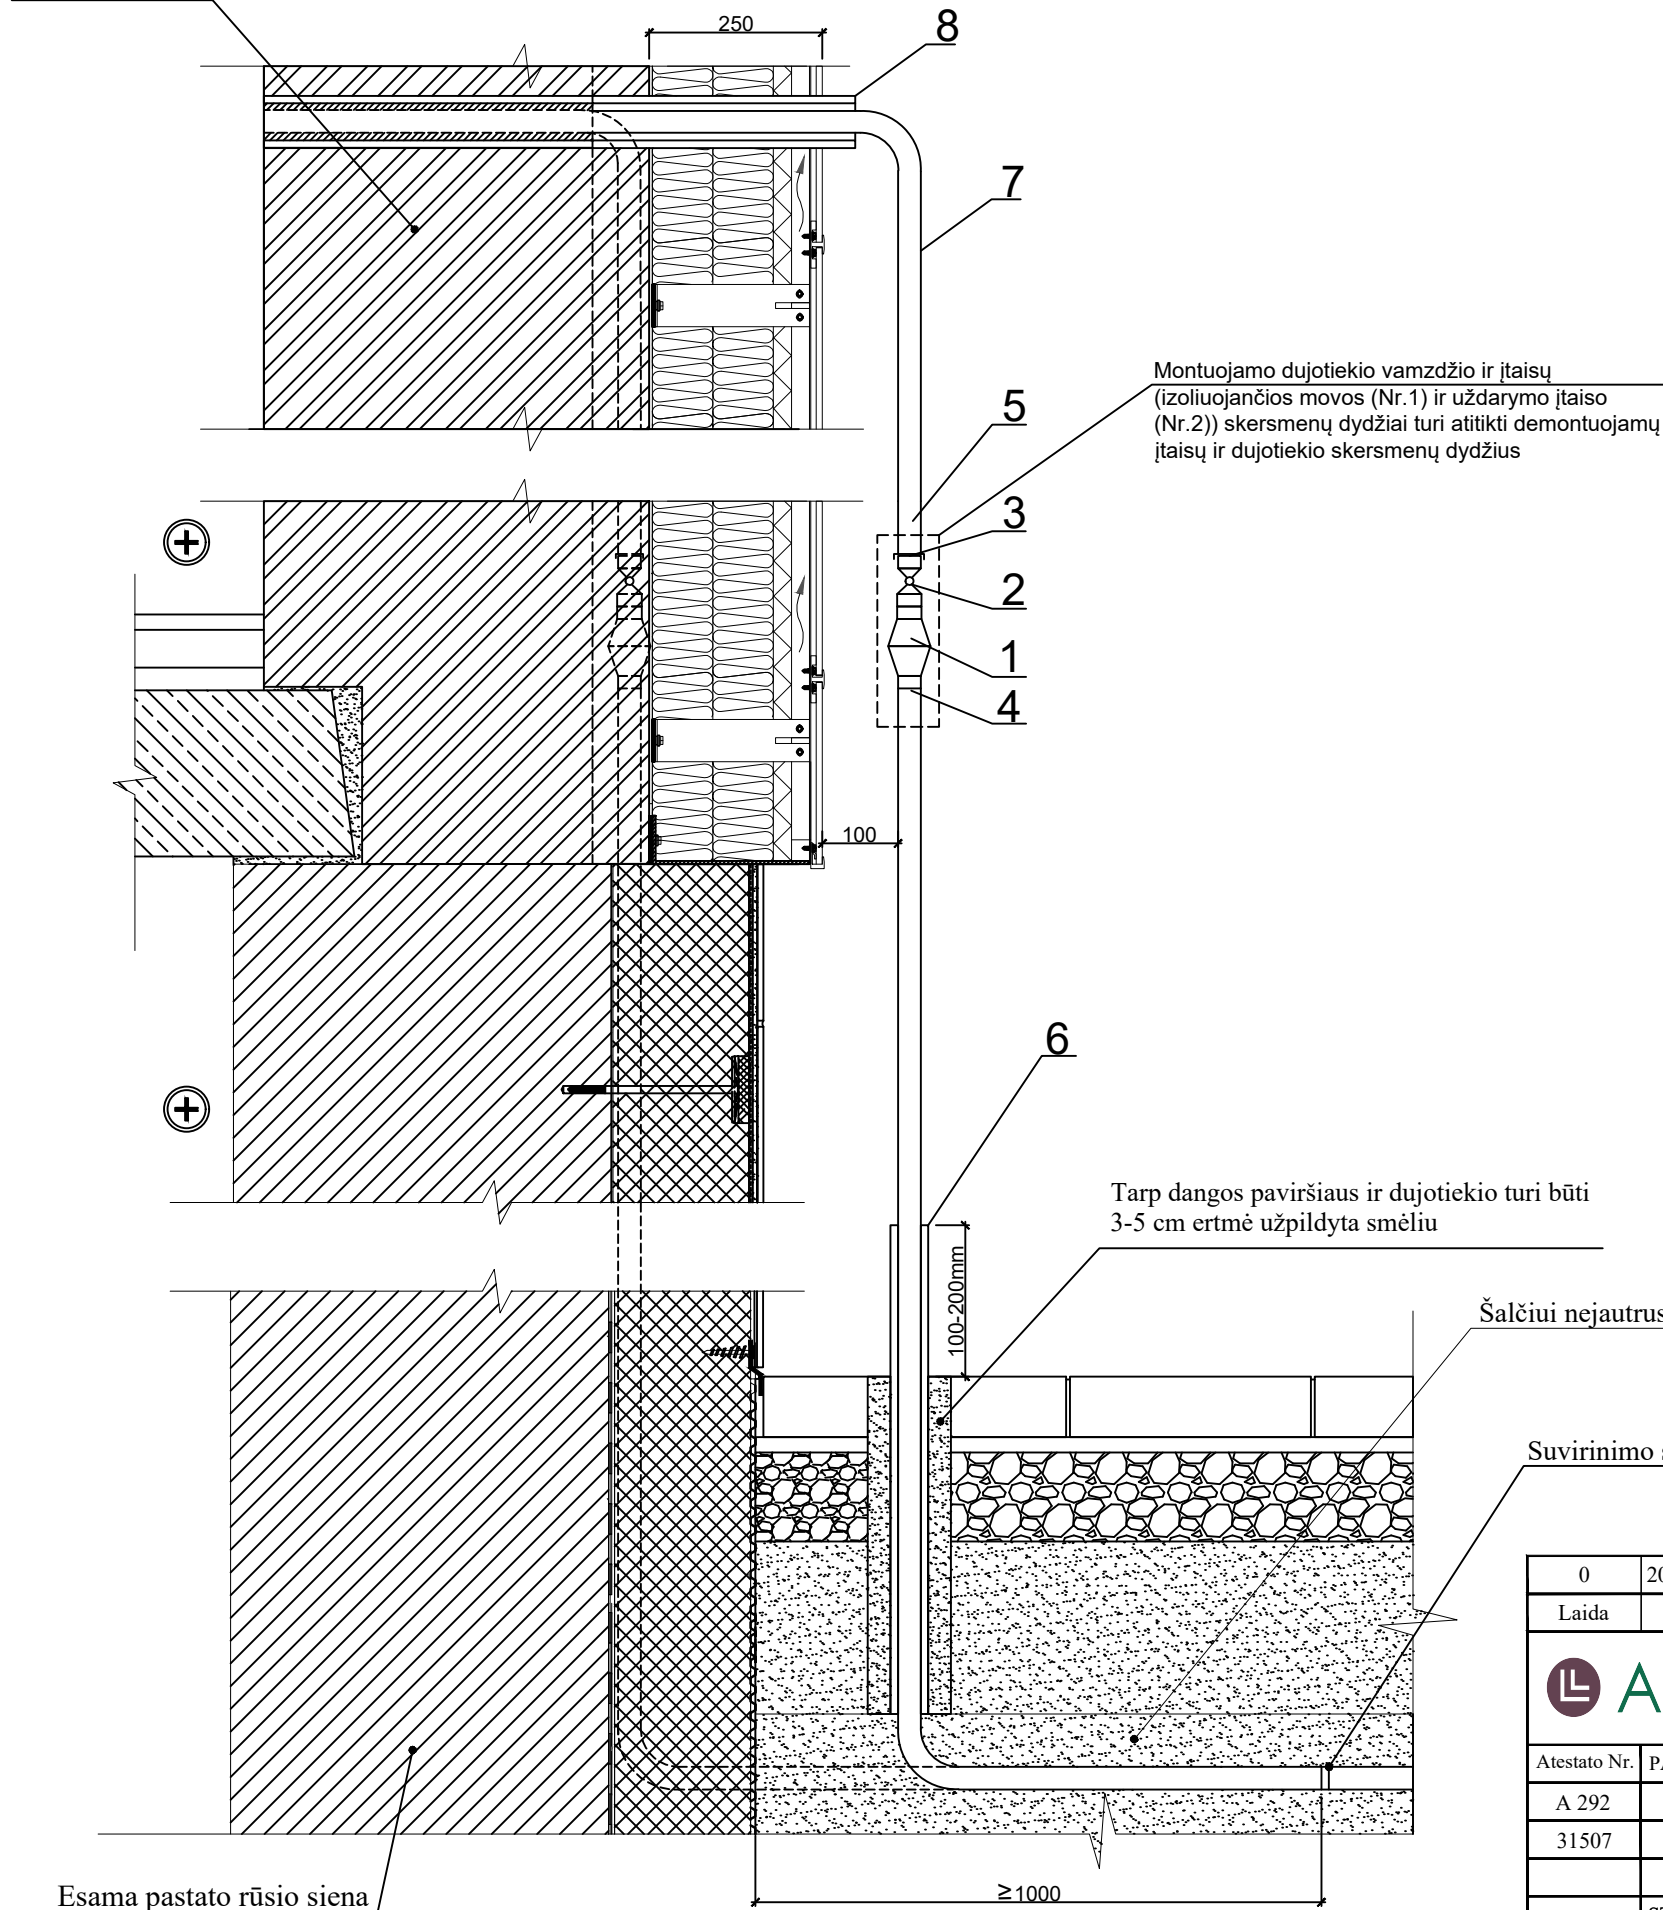 250
8
7
Montuojamo dujotiekio vamzdžio ir įtaisų
(izoliuojančios movos (Nr.1) ir uždarymo įtaiso
(Nr.2)) skersmenų dydžiai turi atitikti demontuojamų
įtaisų ir dujotiekio skersmenų dydžius
5
3
2
1
4
100
6
Tarp dangos paviršiaus ir dujotiekio turi būti
3-5 cm ertmė užpildyta smėliu
100-200mm
Šalčiui nejautrus
Suvirinimo
0
Laida
A
Atestato Nr.
A 292
31507
Esama pastato rūsio siena
≥1000